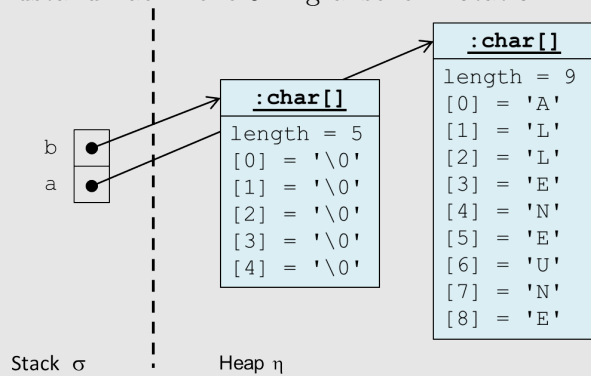 b
a
:char[]
length = 5
[0] = '\0'
[1] = '\0'
[2] = '\0'
[3] = '\0'
[4] = '\0'
:char[]
length = 9
[0] = 'A'
[1] = 'L'
[2] = 'L'
[3] = 'E'
[4] = 'N'
[5] = 'E'
[6] = 'U'
[7] = 'N'
[8] = 'E'
Stack σ
Heap η